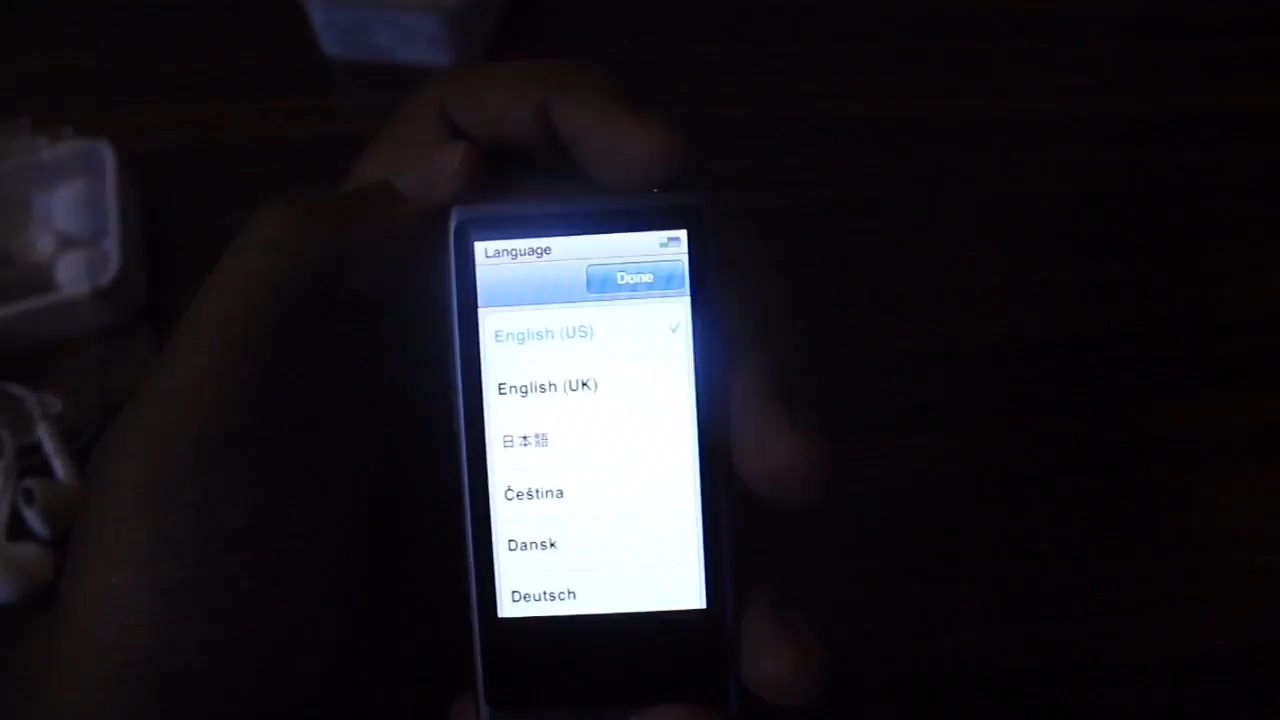 Language
Done
English (US)
English (UK)
日本語
Čeština
Dansk
Deutsch